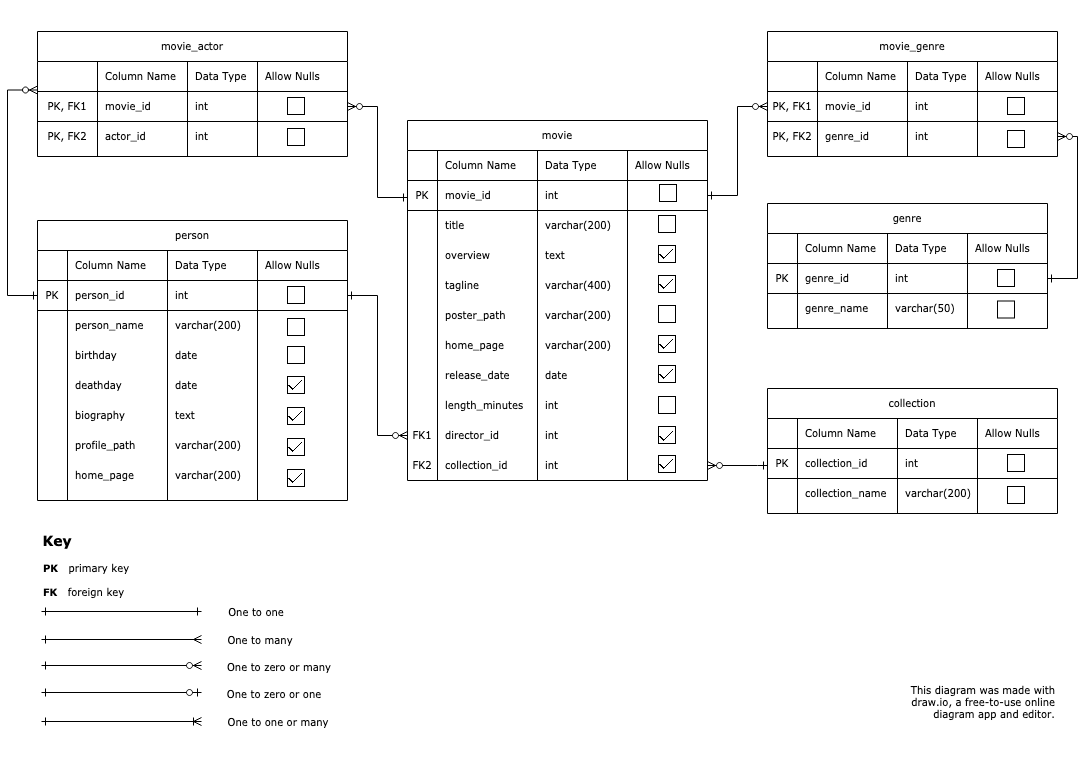 movie_actor
Column Name Data Type Allow Nulls
PK, FK1 movie_id int
PK, FK2 actor_id int
person
Column Name Data Type Allow Nulls
PK person_id int
person_name varchar(200)
birthday date
deathday date
biography text
profile_path varchar(200)
home_page varchar(200)
movie
Column Name Data Type Allow Nulls
PK movie_id int
title varchar(200)
overview text
tagline varchar(400)
poster_path varchar(200)
home_page varchar(200)
release_date date
length_minutes int
FK1 director_id int
FK2 collection_id int
movie_genre
Column Name Data Type Allow Nulls
PK, FK1 movie_id int
PK, FK2 genre_id int
genre
Column Name Data Type Allow Nulls
PK genre_id int
genre_name varchar(50)
collection
Column Name Data Type Allow Nulls
PK collection_id int
collection_name varchar(200)
Key
PK primary key
FK foreign key
One to one
One to many
One to zero or many
One to zero or one
One to one or many
This diagram was made with
draw.io, a free-to-use online
diagram app and editor.